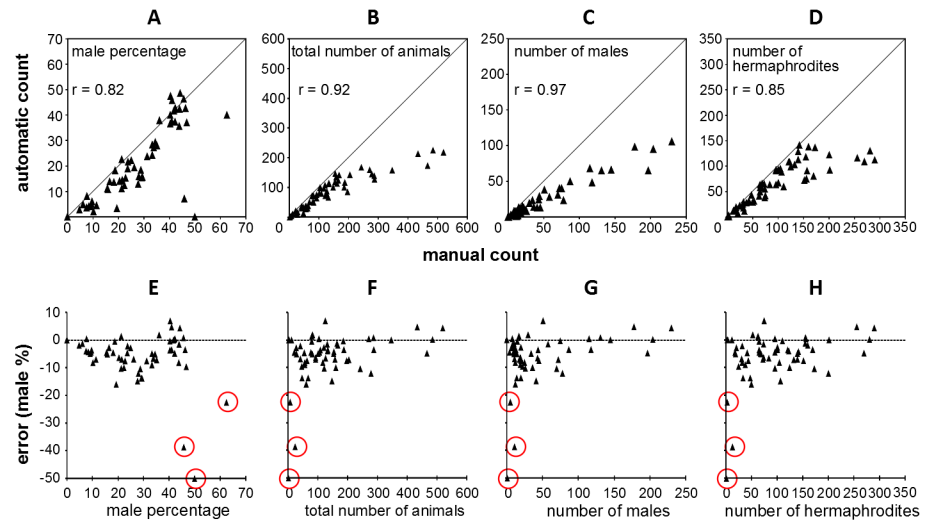 A B C D
male percentage
r = 0.82
total number of animals
r = 0.92
number of males
r = 0.97
number of
hermaphrodites
r = 0.85
automatic count
70
60
50
40
30
20
10
0 10 20 30 40 50 60 70
600
500
400
300
200
100
0 100 200 300 400 500 600
250
200
150
100
50
0 50 100 150 200 250
350
300
250
200
150
100
50
0 50 100 150 200 250 300 350
manual count
E F G H
error (male %)
10
0
-10
-20
-30
-40
-50
0 10 20 30 40 50 60 70
male percentage
0 100 200 300 400 500 600
total number of animals
0 50 100 150 200 250
number of males
0 50 100 150 200 250 300 350
number of hermaphrodites